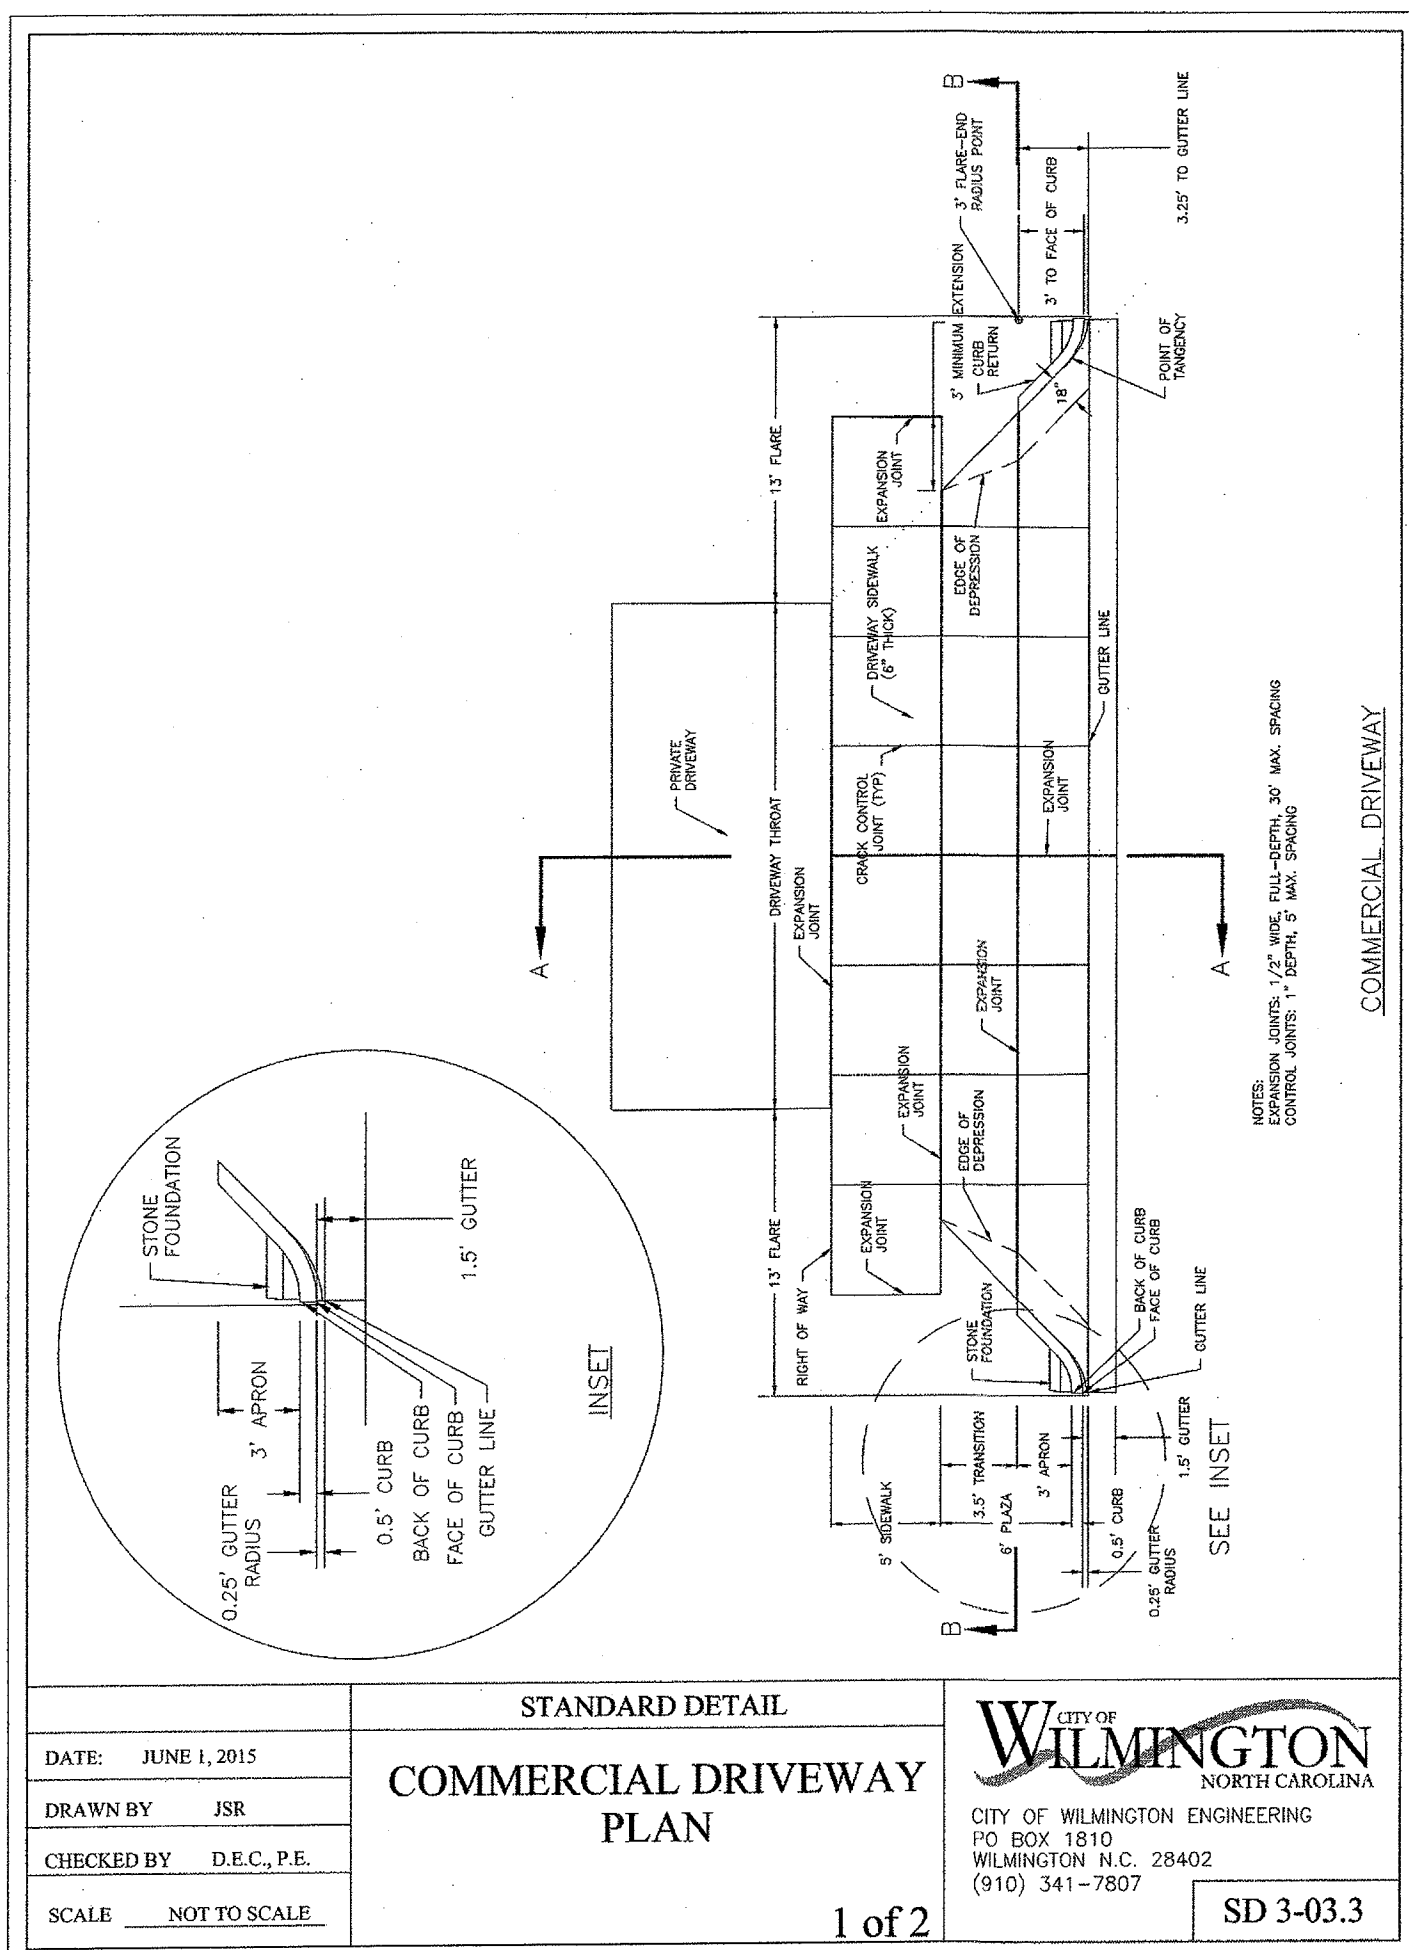 B
3' FLARE-END
RADIUS POINT
3.25' TO GUTTER LINE
3' MINIMUM EXTENSION
CURB
RETURN
3' TO FACE OF CURB
18"
POINT OF
TANGENCY
13' FLARE
EXPANSION
JOINT
EDGE OF
DEPRESSION
DRIVEWAY SIDEWALK
(6" THICK)
GUTTER LINE
PRIVATE
DRIVEWAY
DRIVEWAY THROAT
CRACK CONTROL
JOINT (TYP)
EXPANSION
JOINT
A
EXPANSION
JOINT
EXPANSION
JOINT
A
EXPANSION
JOINT
EDGE OF
DEPRESSION
13' FLARE
RIGHT OF WAY
EXPANSION
JOINT
STONE
FOUNDATION
BACK OF CURB
FACE OF CURB
GUTTER LINE
5' SIDEWALK
3.5' TRANSITION
6' PLAZA
3' APRON
0.5' CURB
0.25' GUTTER
RADIUS
1.5' GUTTER
SEE INSET
B
NOTES:
EXPANSION JOINTS: 1/2" WIDE, FULL-DEPTH, 30' MAX. SPACING
CONTROL JOINTS: 1" DEPTH, 5' MAX. SPACING
COMMERCIAL DRIVEWAY
STONE
FOUNDATION
1.5' GUTTER
3' APRON
0.25' GUTTER
RADIUS
0.5' CURB
BACK OF CURB
FACE OF CURB
GUTTER LINE
INSET
STANDARD DETAIL
DATE: JUNE 1, 2015
DRAWN BY JSR
CHECKED BY D.E.C., P.E.
SCALE NOT TO SCALE
COMMERCIAL DRIVEWAY
PLAN
1 of 2
CITY OF
WILMINGTON
NORTH CAROLINA
CITY OF WILMINGTON ENGINEERING
PO BOX 1810
WILMINGTON N.C. 28402
(910) 341-7807
SD 3-03.3